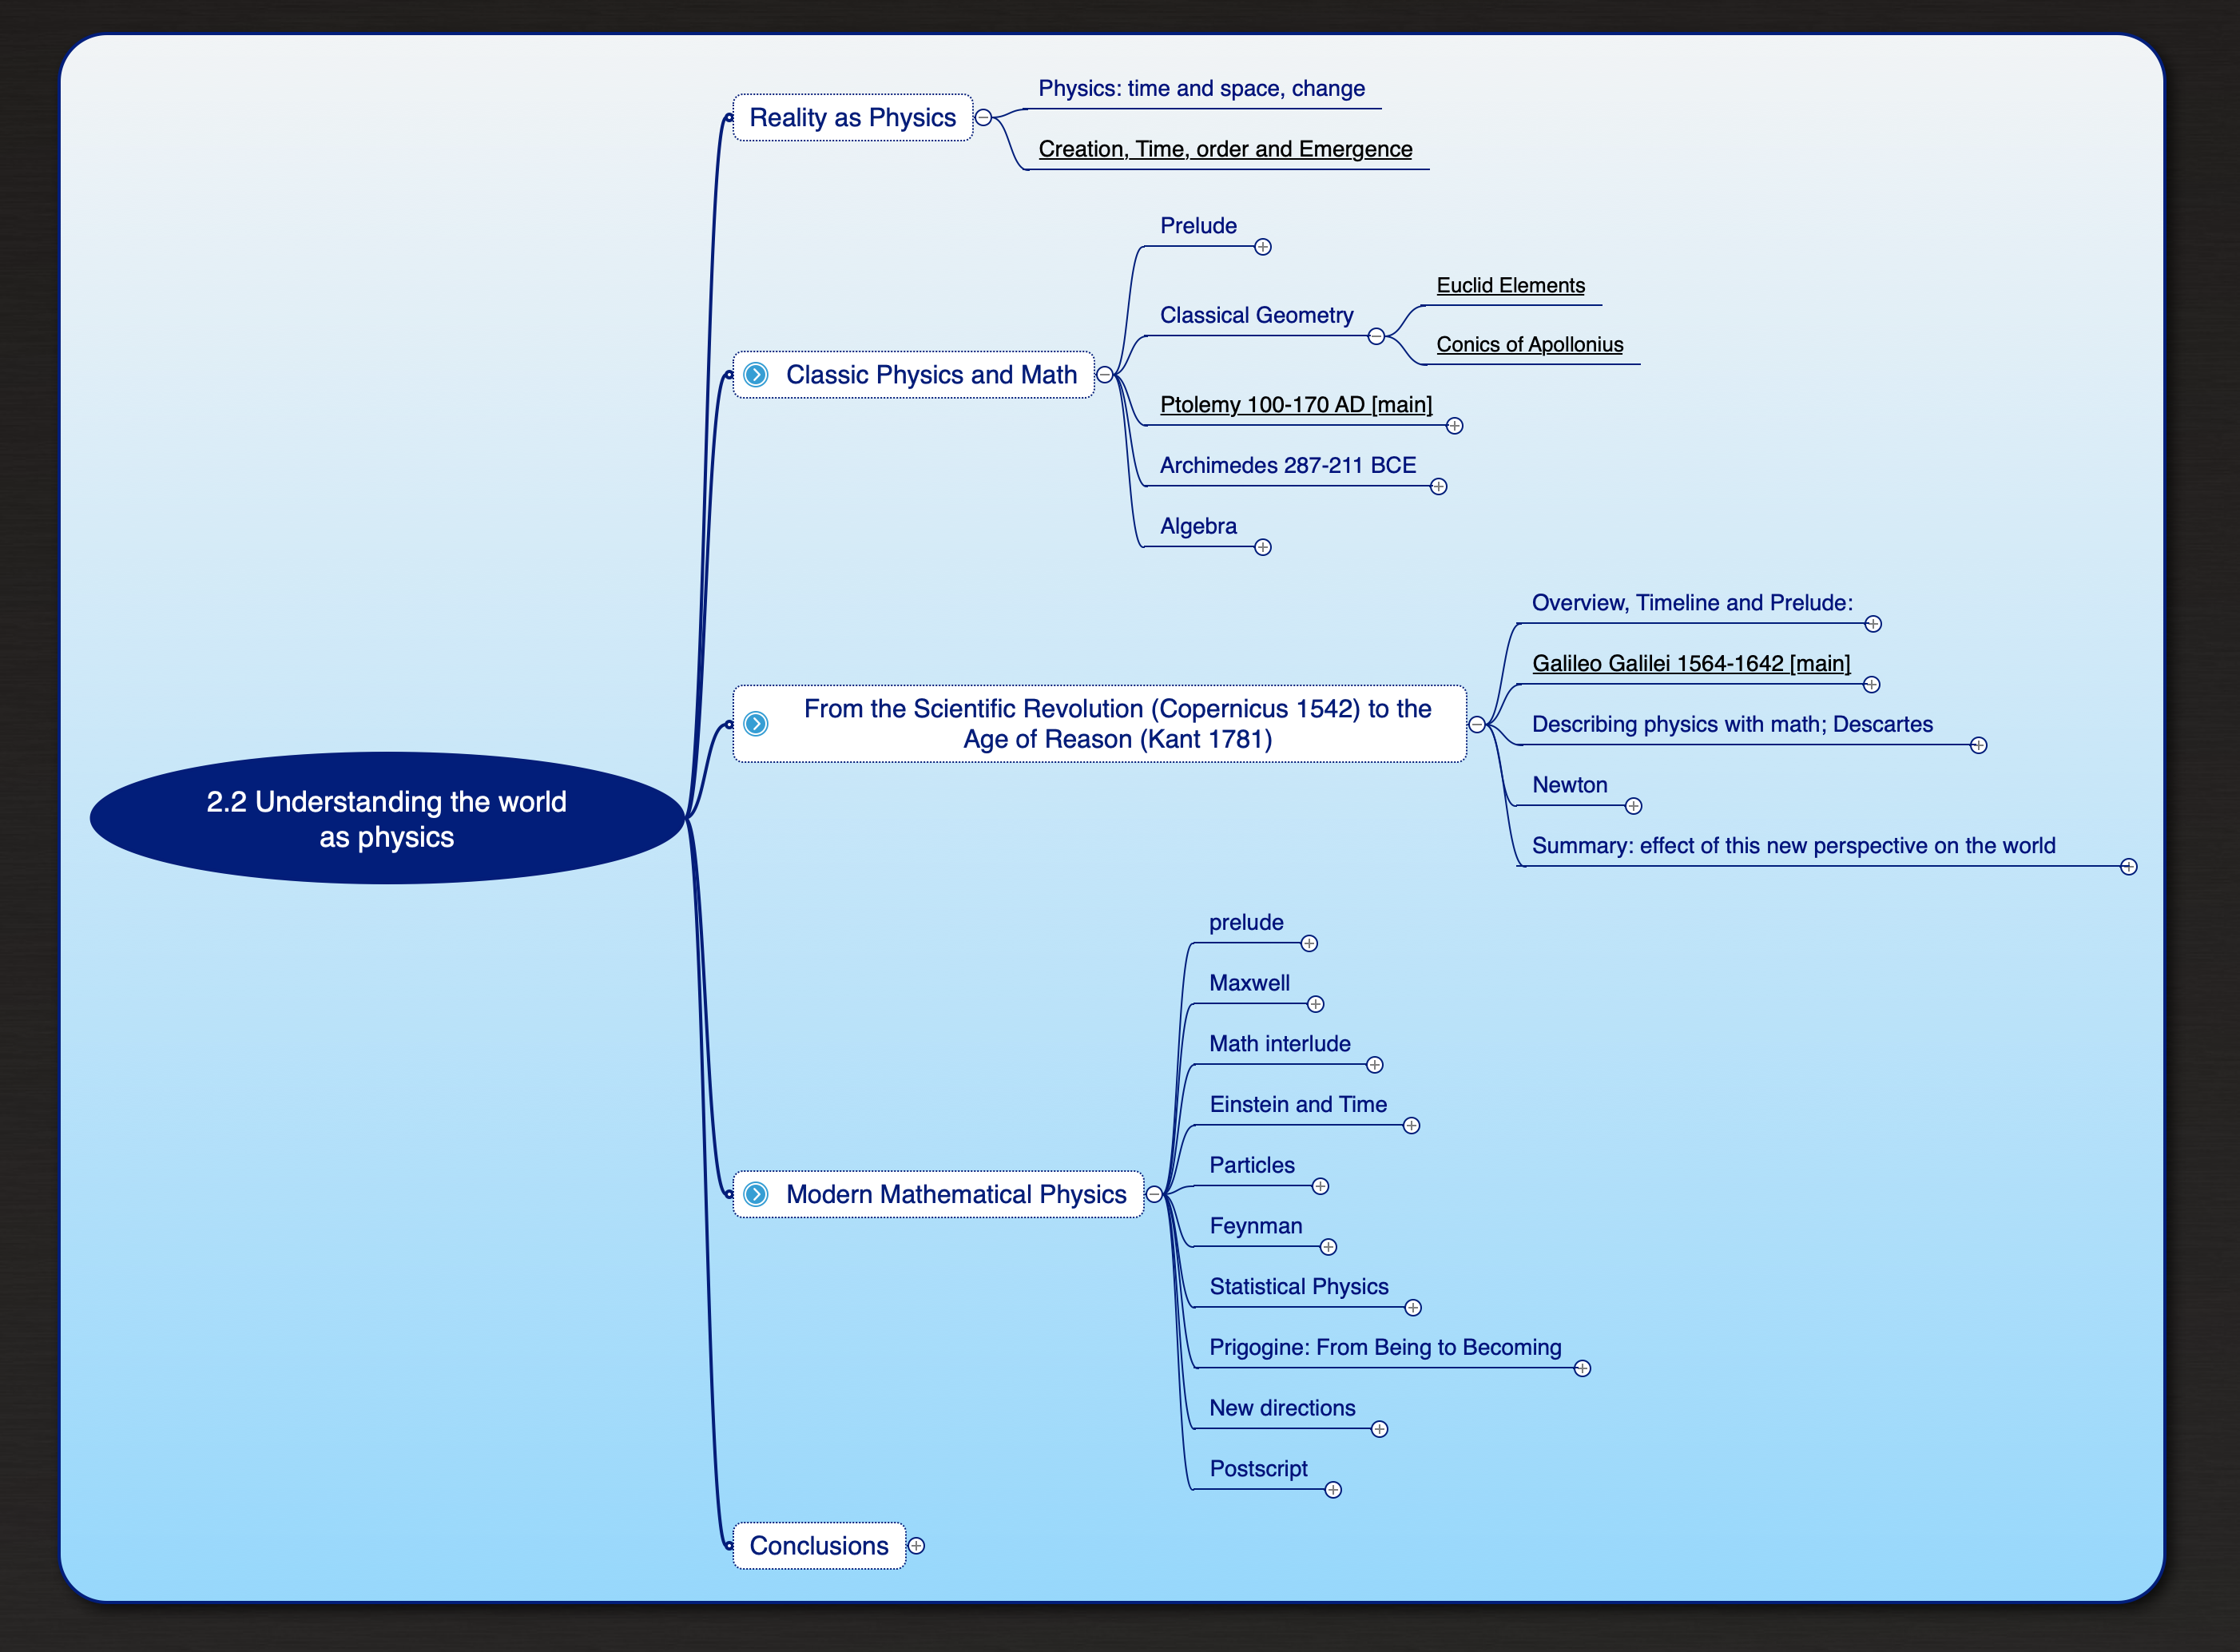 2.2 Understanding the world
as physics
Reality as Physics
Physics: time and space, change
Creation, Time, order and Emergence
Classic Physics and Math
Prelude
Classical Geometry
Euclid Elements
Conics of Apollonius
Ptolemy 100-170 AD [main]
Archimedes 287-211 BCE
Algebra
From the Scientific Revolution (Copernicus 1542) to the
Age of Reason (Kant 1781)
Overview, Timeline and Prelude:
Galileo Galilei 1564-1642 [main]
Describing physics with math; Descartes
Newton
Summary: effect of this new perspective on the world
Modern Mathematical Physics
prelude
Maxwell
Math interlude
Einstein and Time
Particles
Feynman
Statistical Physics
Prigogine: From Being to Becoming
New directions
Postscript
Conclusions